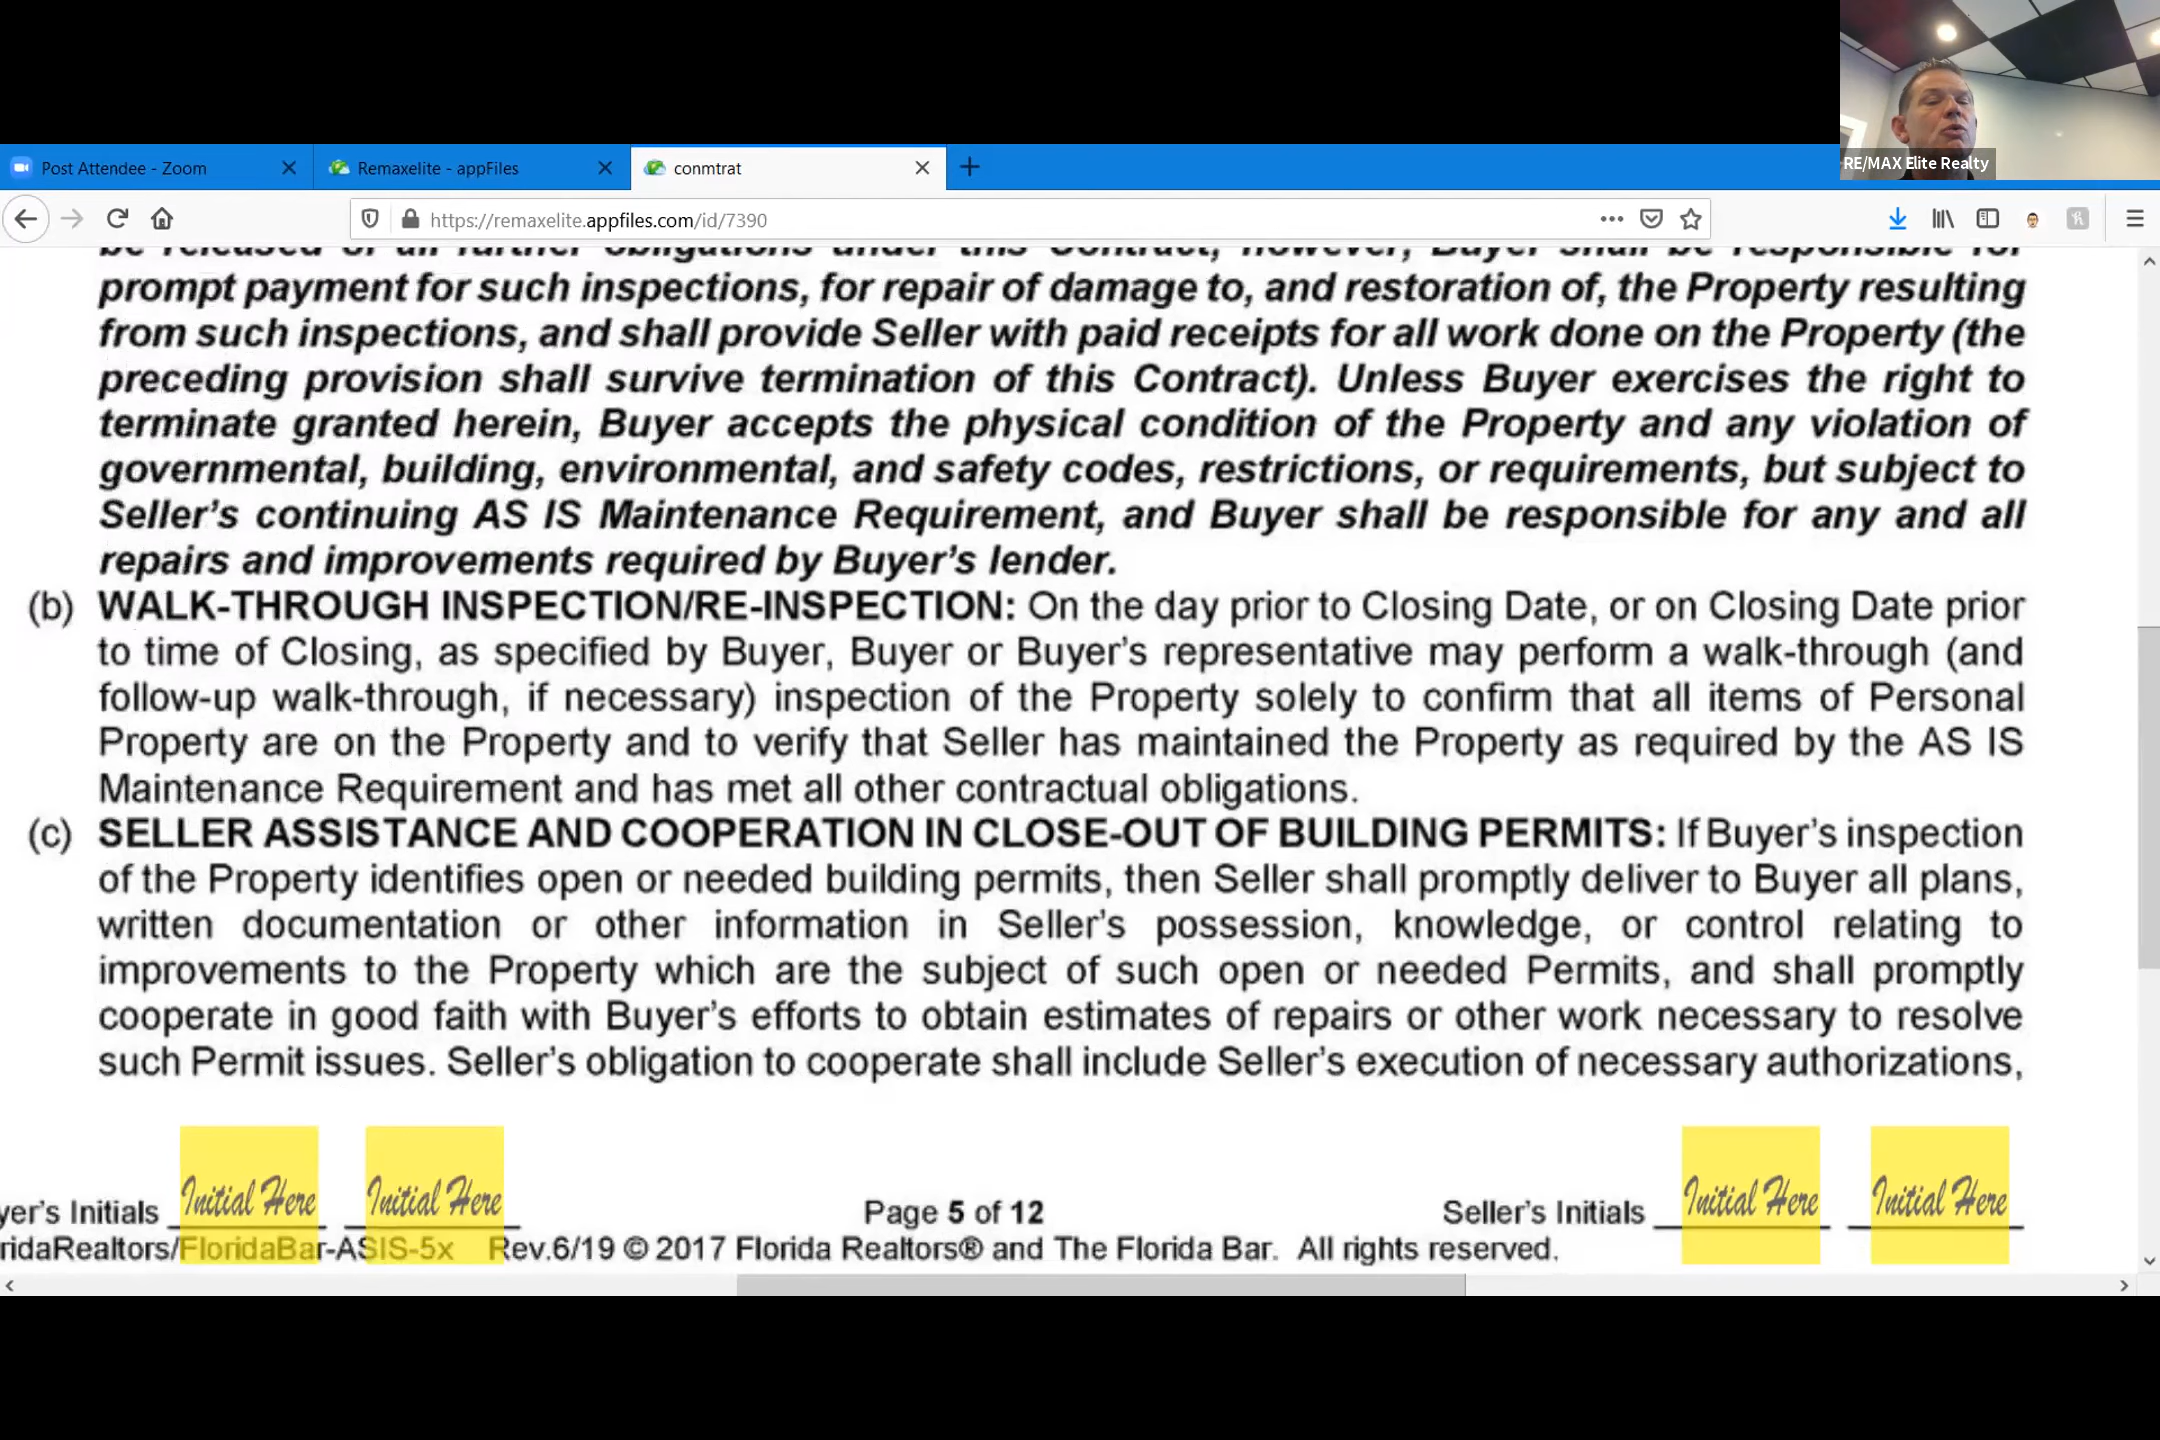 RE/MAX Elite Realty
Post Attendee - Zoom
Remaxelite - appFiles
conmtrat
https://remaxelite.appfiles.com/id/7390
be released of all further obligations under this Contract; however, Buyer shall be responsible for
prompt payment for such inspections, for repair of damage to, and restoration of, the Property resulting
from such inspections, and shall provide Seller with paid receipts for all work done on the Property (the
preceding provision shall survive termination of this Contract). Unless Buyer exercises the right to
terminate granted herein, Buyer accepts the physical condition of the Property and any violation of
governmental, building, environmental, and safety codes, restrictions, or requirements, but subject to
Seller's continuing AS IS Maintenance Requirement, and Buyer shall be responsible for any and all
repairs and improvements required by Buyer's lender.
(b) WALK-THROUGH INSPECTION/RE-INSPECTION: On the day prior to Closing Date, or on Closing Date prior
to time of Closing, as specified by Buyer, Buyer or Buyer's representative may perform a walk-through (and
follow-up walk-through, if necessary) inspection of the Property solely to confirm that all items of Personal
Property are on the Property and to verify that Seller has maintained the Property as required by the AS IS
Maintenance Requirement and has met all other contractual obligations.
(c) SELLER ASSISTANCE AND COOPERATION IN CLOSE-OUT OF BUILDING PERMITS: If Buyer's inspection
of the Property identifies open or needed building permits, then Seller shall promptly deliver to Buyer all plans,
written documentation or other information in Seller's possession, knowledge, or control relating to
improvements to the Property which are the subject of such open or needed Permits, and shall promptly
cooperate in good faith with Buyer's efforts to obtain estimates of repairs or other work necessary to resolve
such Permit issues. Seller's obligation to cooperate shall include Seller's execution of necessary authorizations,
yer's Initials Initial Here Initial Here Page 5 of 12 Seller's Initials Initial Here Initial Here
ridaRealtors/FloridaBar-ASIS-5x Rev.6/19 © 2017 Florida Realtors® and The Florida Bar. All rights reserved.